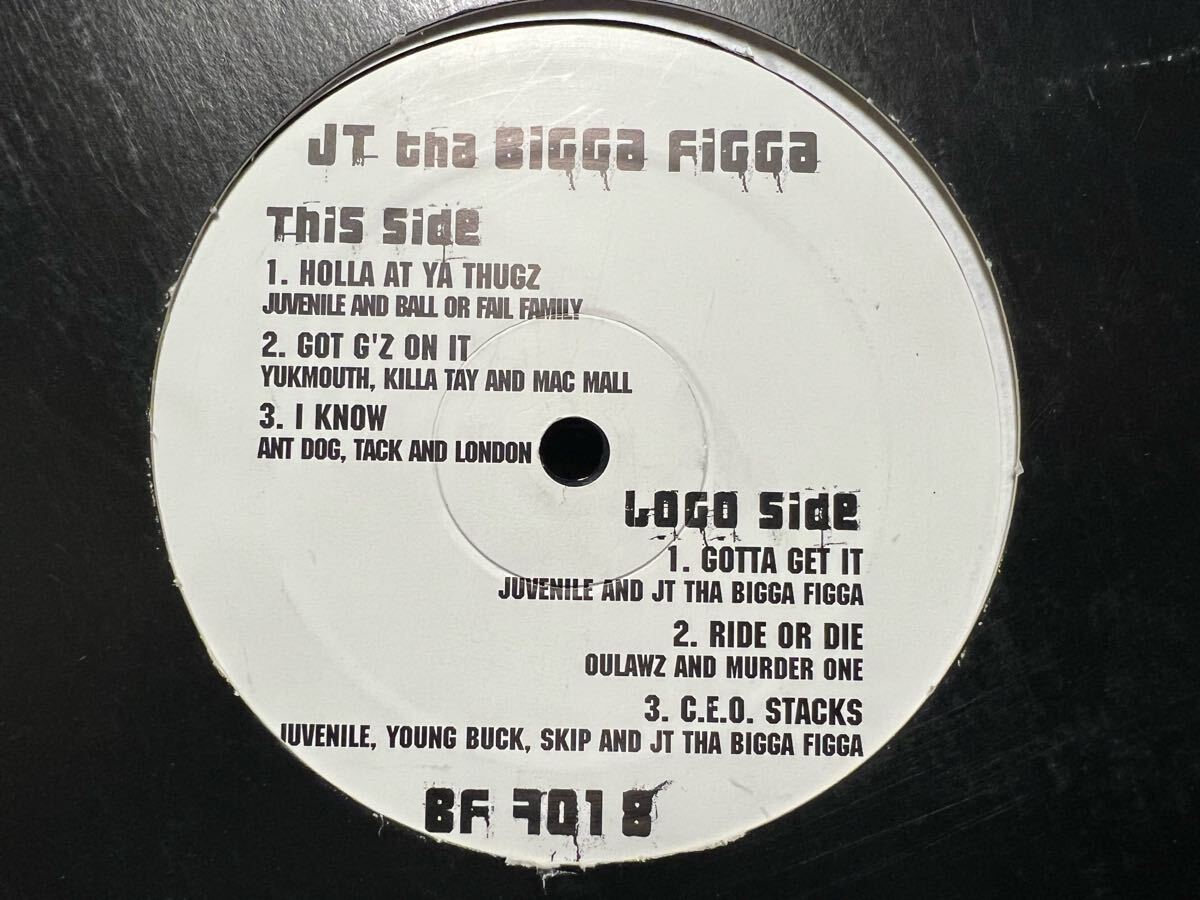 JT tha BiGGa FiGGa
ThiS Side
1. HOLLA AT YA THUGZ
JUVENILE AND BALL OR FAIL FAMILY
2. GOT G'Z ON IT
YUKMOUTH, KILLA TAY AND MAC MALL
3. I KNOW
ANT DOG, TACK AND LONDON
LOGO Side
1. GOTTA GET IT
JUVENILE AND JT THA BIGGA FIGGA
2. RIDE OR DIE
OULAWZ AND MURDER ONE
3. C.E.O. STACKS
JUVENILE, YOUNG BUCK, SKIP AND JT THA BIGGA FIGGA
BF 7018